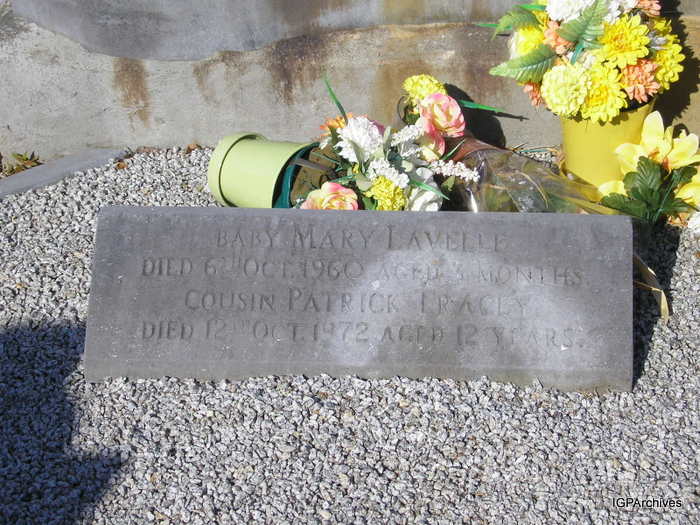 BABY MARY LAVELLE
DIED 6TH OCT. 1960 AGED 3 MONTHS
COUSIN PATRICK TRACEY
DIED 12TH OCT. 1972 AGED 12 YEARS.
IGPArchives